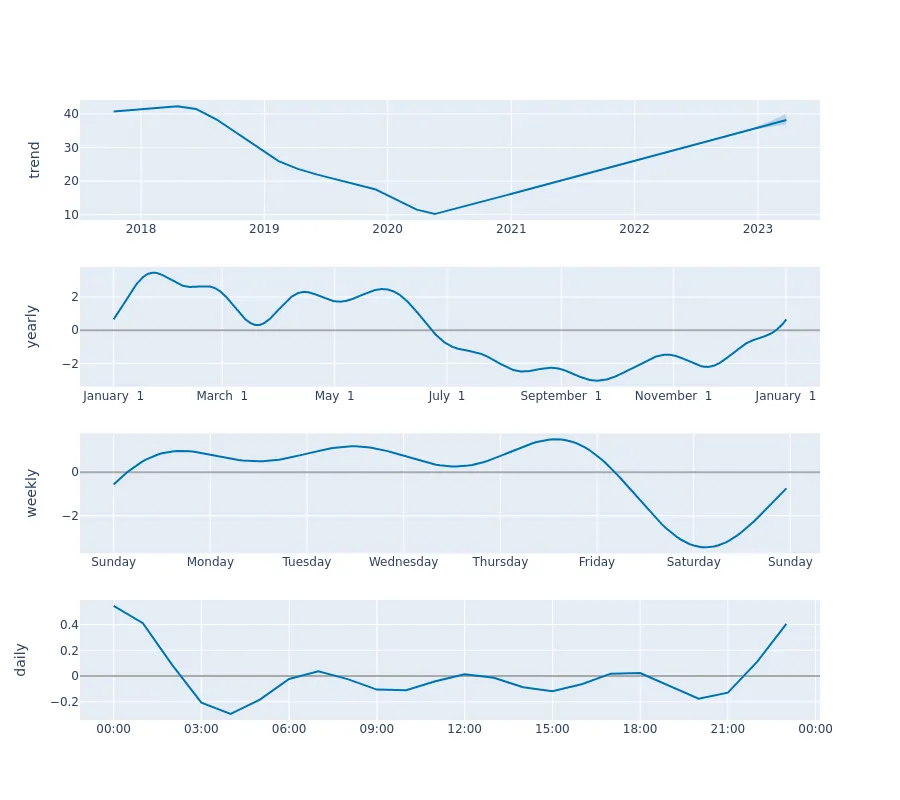 trend
40
30
20
10
2018 2019 2020 2021 2022 2023
yearly
2
0
−2
January 1 March 1 May 1 July 1 September 1 November 1 January 1
weekly
0
−2
Sunday Monday Tuesday Wednesday Thursday Friday Saturday Sunday
daily
0.4
0.2
0
−0.2
00:00 03:00 06:00 09:00 12:00 15:00 18:00 21:00 00:00